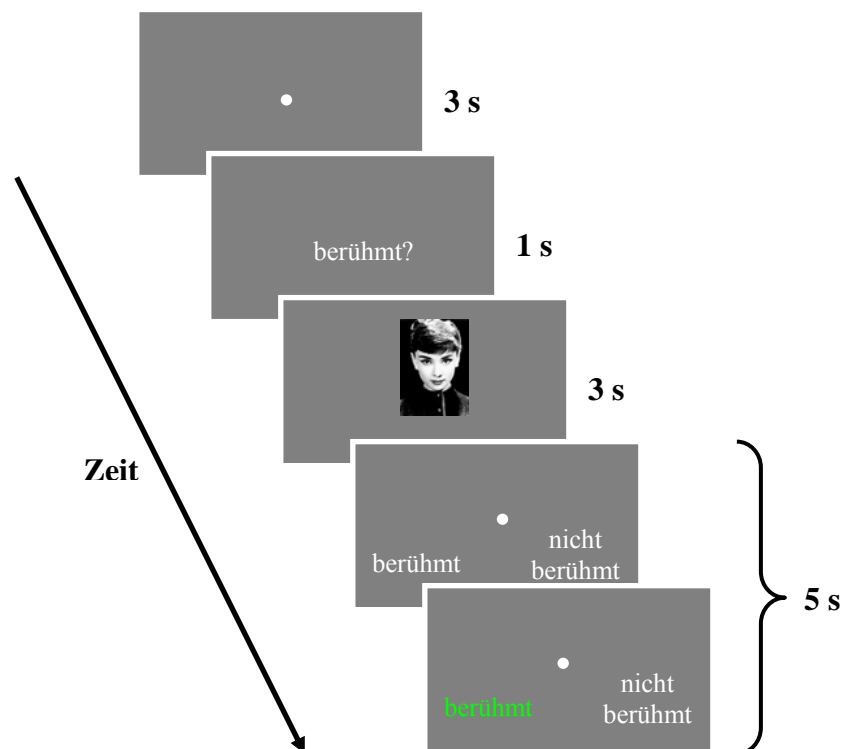 3 s
berühmt?
1 s
3 s
Zeit
berühmt
nicht
berühmt
5 s
berühmt
nicht
berühmt